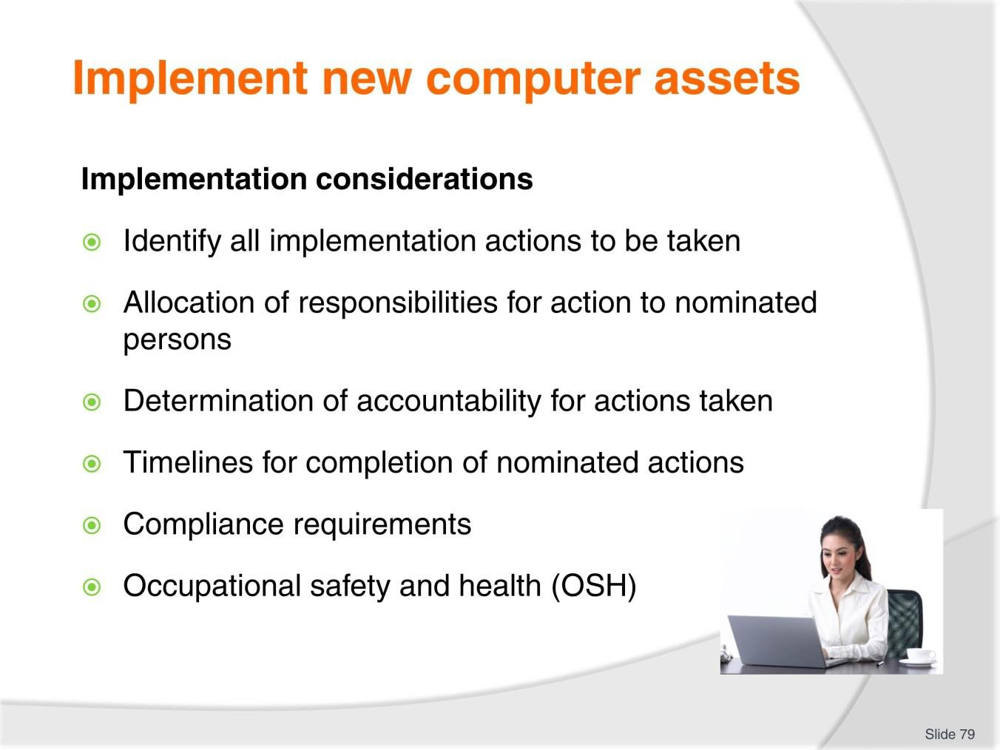 Implement new computer assets
Implementation considerations
Identify all implementation actions to be taken
Allocation of responsibilities for action to nominated
persons
Determination of accountability for actions taken
Timelines for completion of nominated actions
Compliance requirements
Occupational safety and health (OSH)
Slide 79